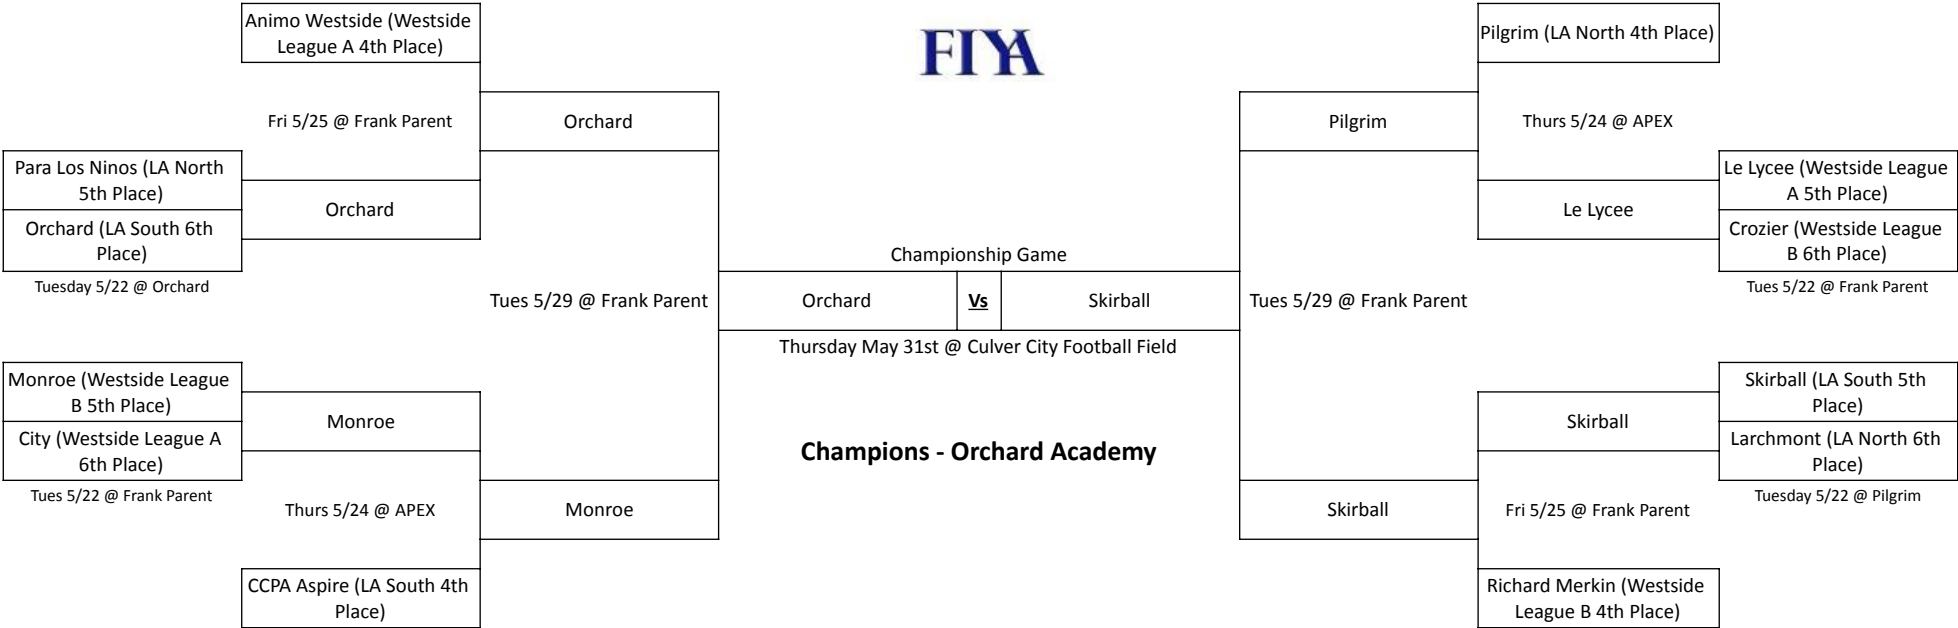 Animo Westside (Westside
League A 4th Place)
Fri 5/25 @ Frank Parent
Orchard
Para Los Ninos (LA North
5th Place)
Orchard (LA South 6th
Place)
Tuesday 5/22 @ Orchard
Orchard
Tues 5/29 @ Frank Parent
Monroe (Westside League
B 5th Place)
City (Westside League A
6th Place)
Tues 5/22 @ Frank Parent
Monroe
Thurs 5/24 @ APEX
Monroe
CCPA Aspire (LA South 4th
Place)
FIYA
Championship Game
Orchard
Vs
Skirball
Thursday May 31st @ Culver City Football Field
Champions - Orchard Academy
Pilgrim (LA North 4th Place)
Pilgrim
Thurs 5/24 @ APEX
Le Lycee (Westside League
A 5th Place)
Le Lycee
Crozier (Westside League
B 6th Place)
Tues 5/22 @ Frank Parent
Tues 5/29 @ Frank Parent
Skirball (LA South 5th
Place)
Skirball
Larchmont (LA North 6th
Place)
Tuesday 5/22 @ Pilgrim
Skirball
Fri 5/25 @ Frank Parent
Richard Merkin (Westside
League B 4th Place)